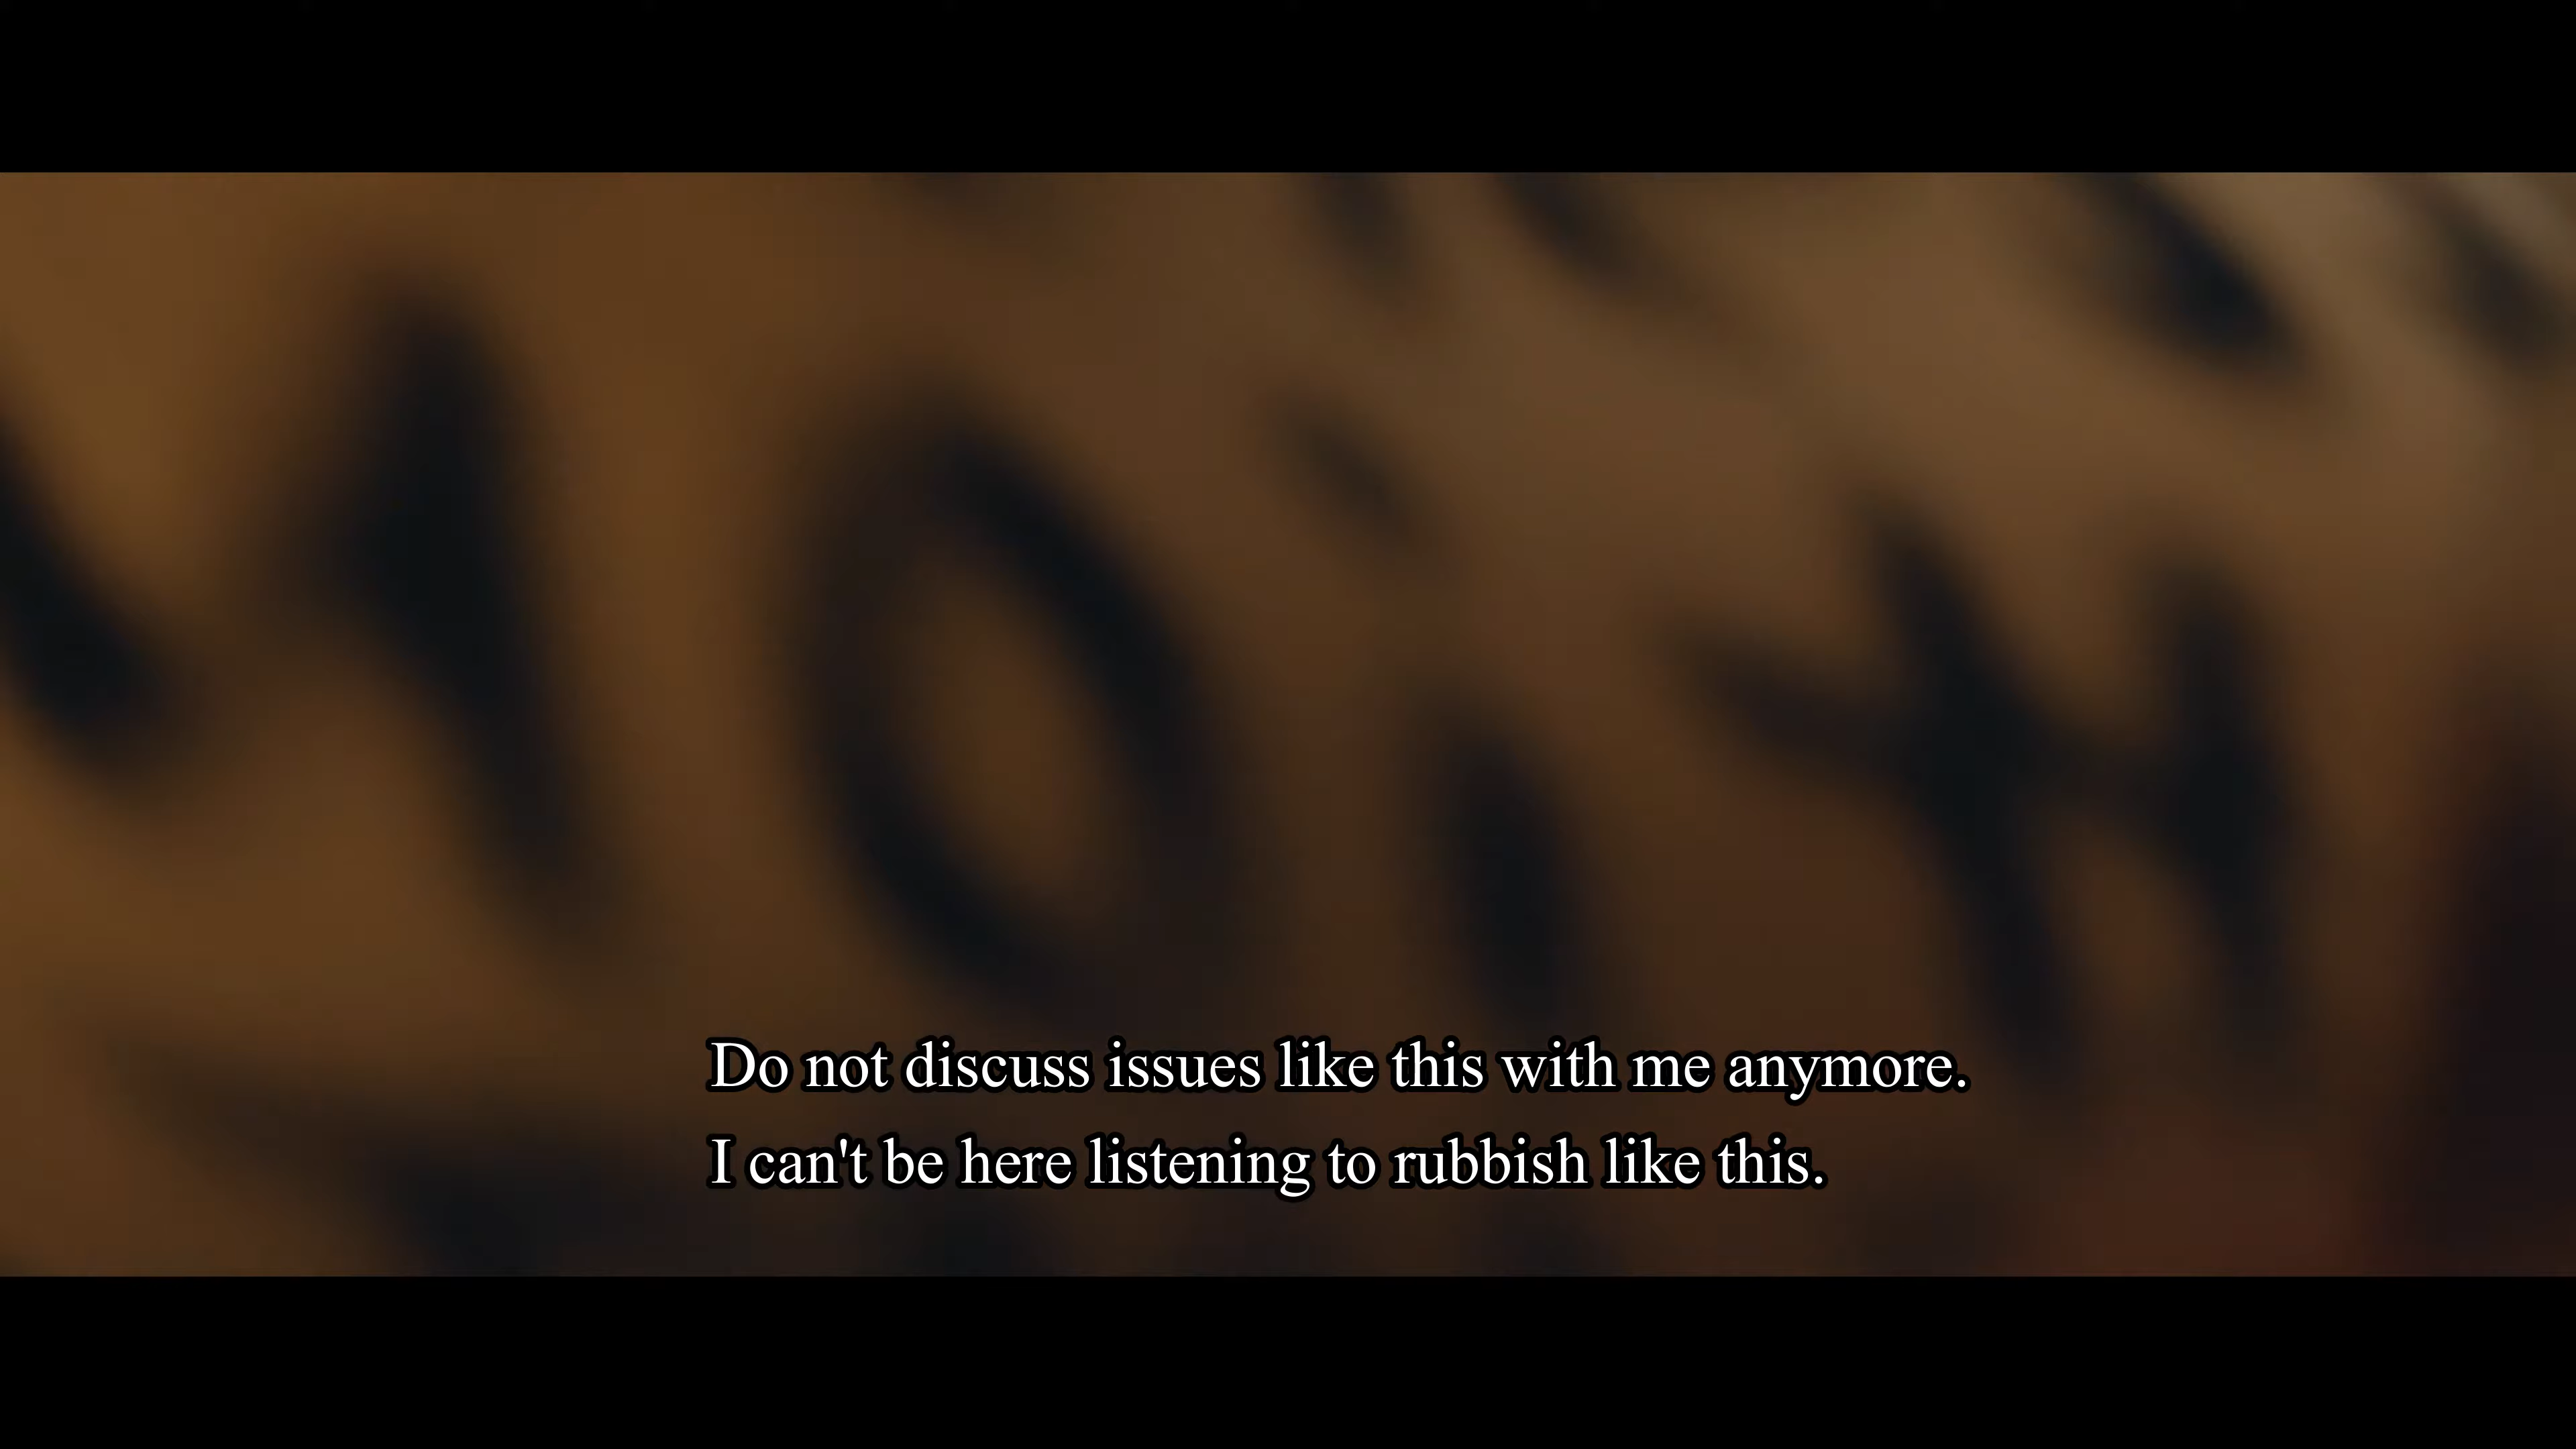 Do not discuss issues like this with me anymore.
I can't be here listening to rubbish like this.